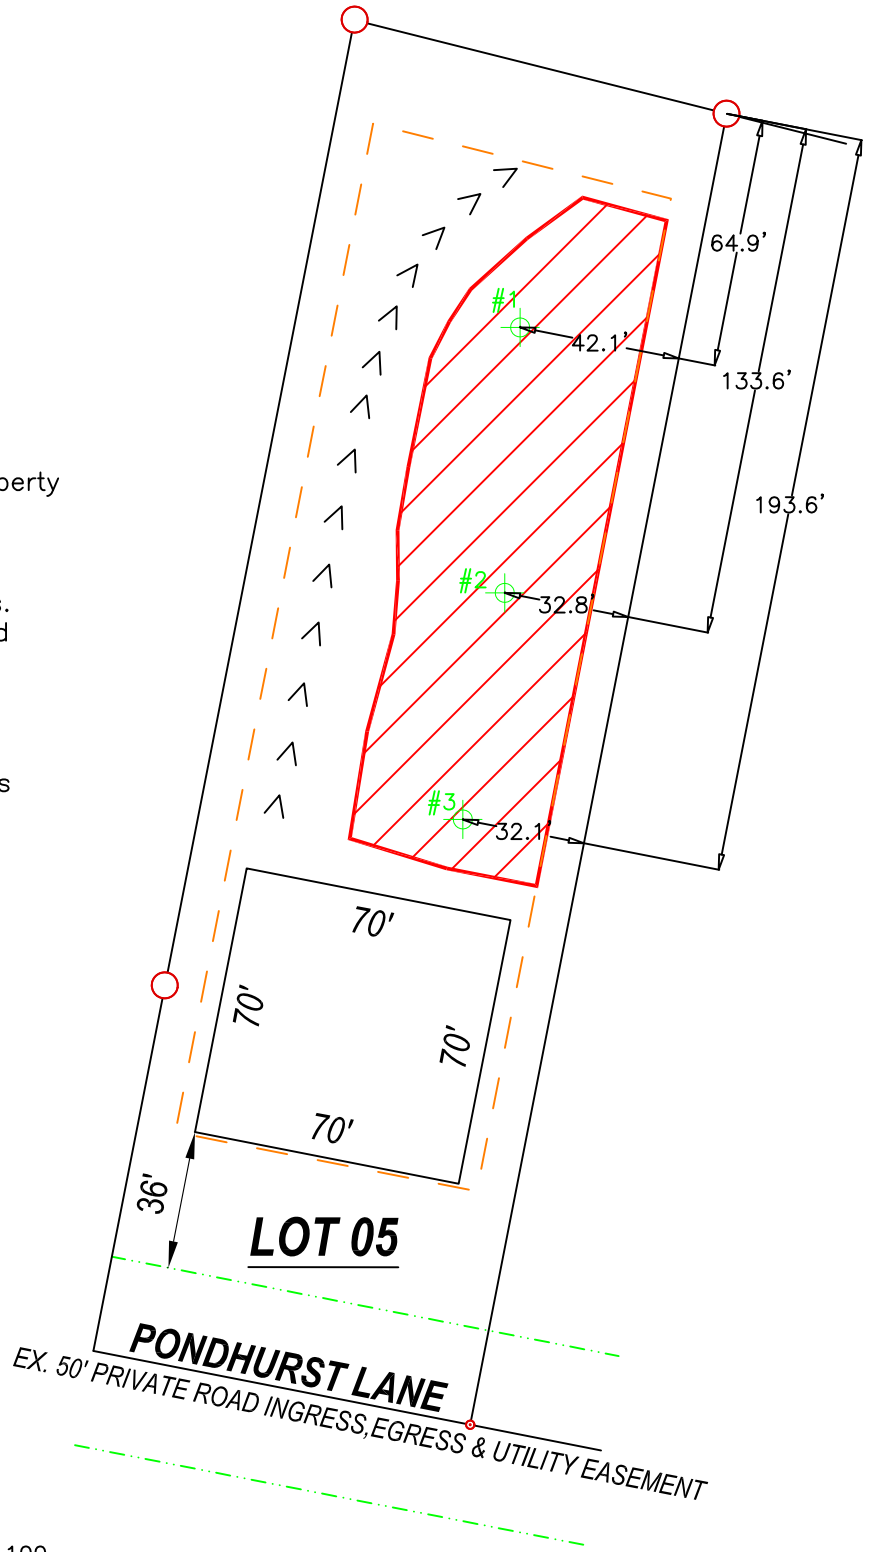 64.9’
#1
42.1’
133.6’
perty
193.6’
#2
32.8’
s.
d
s
#3
32.1’
70'
70'
70'
70'
36'
LOT 05
PONDHURST LANE
EX. 50' PRIVATE ROAD INGRESS,EGRESS & UTILITY EASEMENT